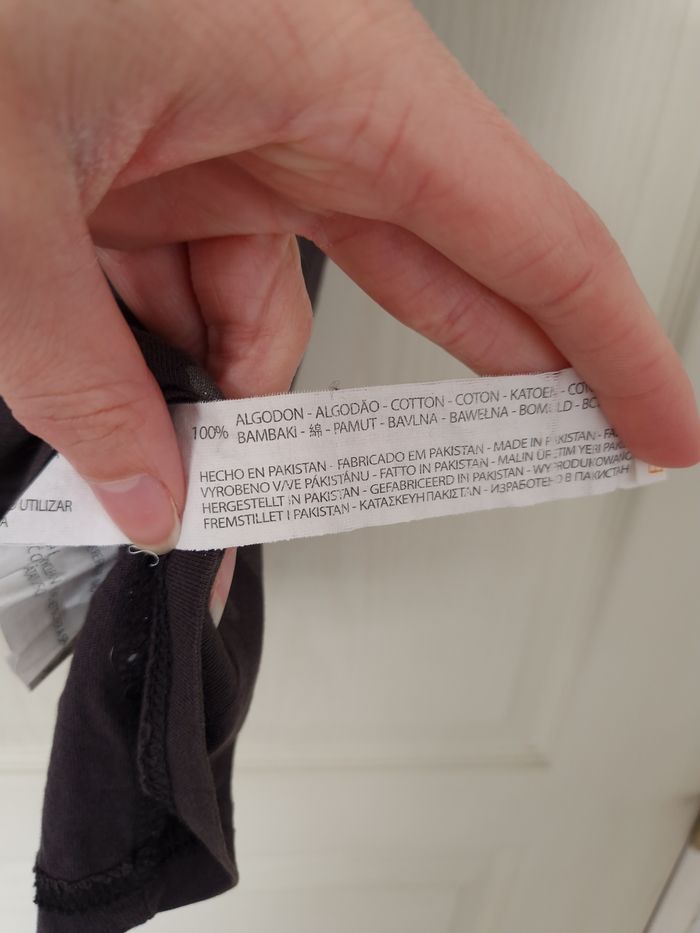 100% ALGODON - ALGODÃO - COTTON - COTON - KATOEN -
BAMBAKI - 綿 - PAMUT - BAVLNA - BAWEŁNA -
HECHO EN PAKISTAN - FABRICADO EM PAKISTAN - MADE IN PAKISTAN -
VYROBENO V/VE PÁKISTÁNU - FATTO IN PAKISTAN - MALIN ÜRETIM YERI
HERGESTELLT IN PAKISTAN - GEFABRICEERD IN PAKISTAN - WYPRODUKOWANO
FREMSTILLET I PAKISTAN - ΚΑΤΑΣΚΕΥΗ ΠΑΚΙΣΤΑΝ - ИЗРАБОТЕНО В ПАКИСТАН
UTILIZAR